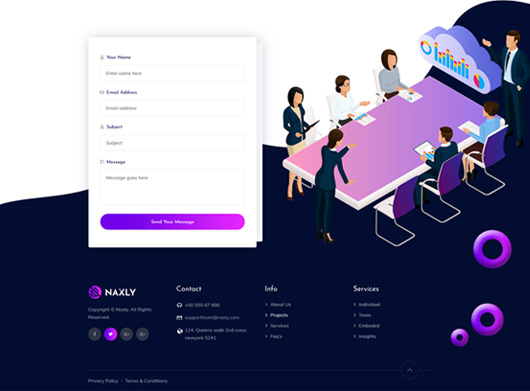 Your Name
Enter name here
Email Address
Email address
Subject
Subject
Message
Message goes here
Send Your Message
NAXLY
Copyright © Naxly, All Rights
Reserved.
Contact
+00 555 67 890
supportteam@naxly.com
124, Queens walk 2nd cross
newyork 5241
Info
About Us
Projects
Services
Faq's
Services
Individual
Team
Embeded
Insights
Privacy Policy - Terms & Conditions.